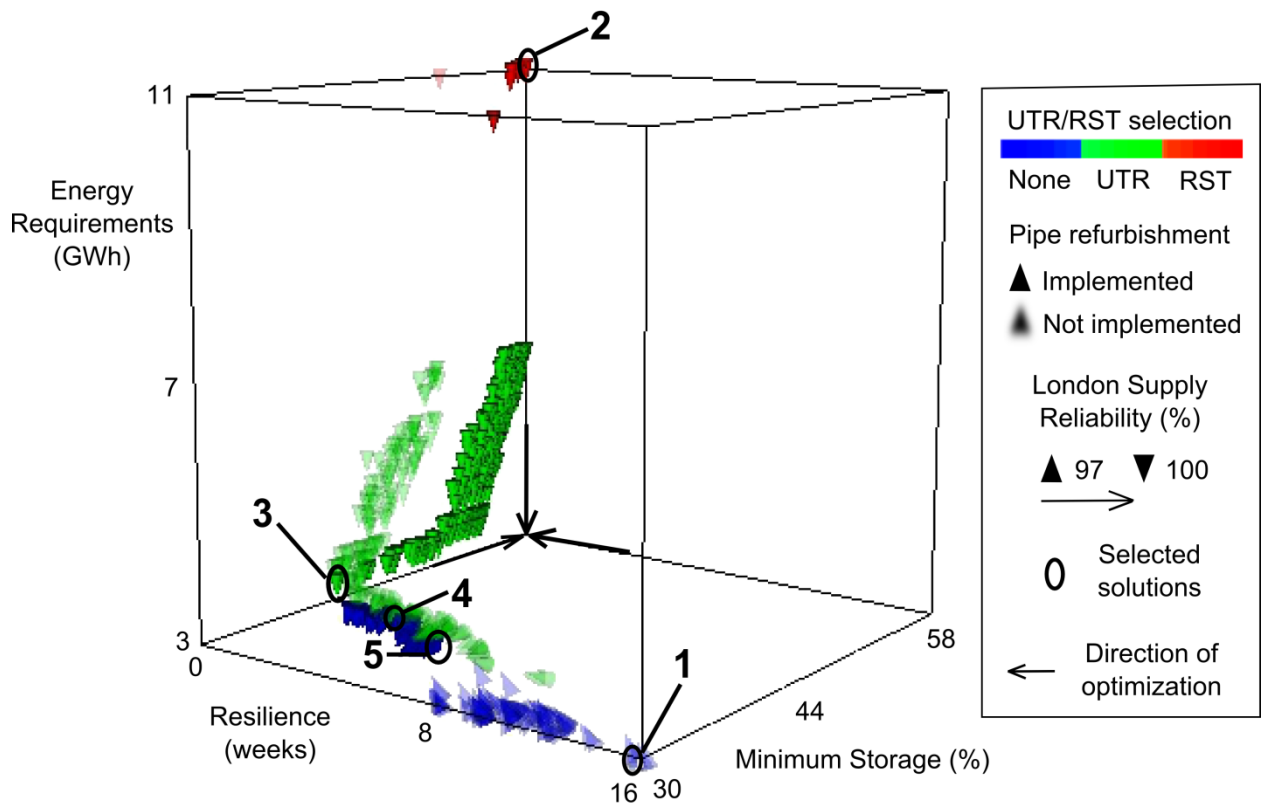 2
11
Energy
Requirements
(GWh)
7
3
4
5
1
3
0
Resilience
(weeks)
8
58
44
Minimum Storage (%)
16
30
UTR/RST selection
None UTR RST
Pipe refurbishment
Implemented
Not implemented
London Supply
Reliability (%)
97 100
Selected
solutions
Direction of
optimization